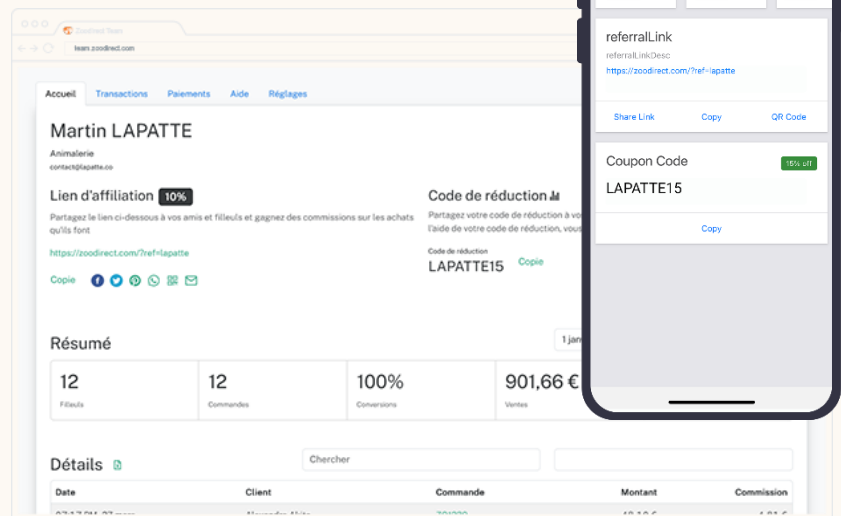 Zoodirect Team
team.zoodirect.com
Accueil Transactions Paiements Aide Réglages
Martin LAPATTE
Animalerie
contact@lapatte.co
Lien d'affiliation 10%
Partagez le lien ci-dessous à vos amis et filleuls et gagnez des commissions sur les achats
qu'ils font
https://zoodirect.com/?ref=lapatte
Copie
Code de réduction
Partagez votre code de réduction à vo
l'aide de votre code de réduction, vous
Code de réduction
LAPATTE15 Copie
Résumé
1 jan
12
Filleuls
12
Commandes
100%
Conversions
901,66 €
Ventes
Détails
Chercher
Date Client Commande Montant Commission
referralLink
referralLinkDesc
https://zoodirect.com/?ref=lapatte
Share Link Copy QR Code
Coupon Code 15% off
LAPATTE15
Copy